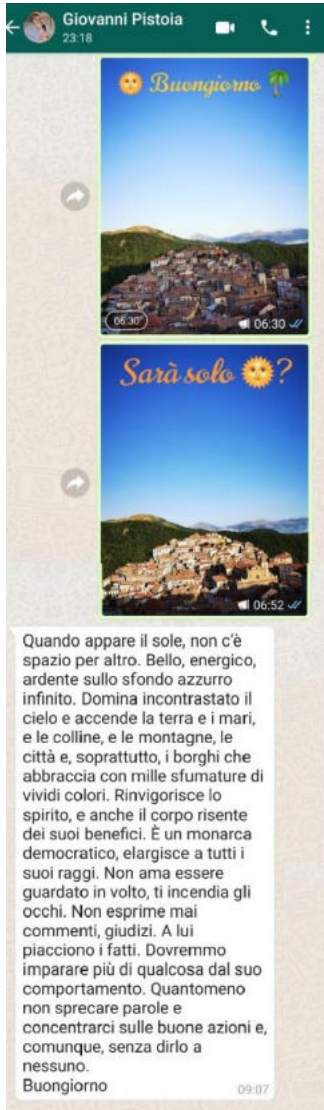 Giovanni Pistoia
23:18
Buongiorno
06:30
06:30
Sarà solo ?
06:52
Quando appare il sole, non c'è
spazio per altro. Bello, energico,
ardente sullo sfondo azzurro
infinito. Domina incontrastato il
cielo e accende la terra e i mari,
e le colline, e le montagne, le
città e, soprattutto, i borghi che
abbraccia con mille sfumature di
vividi colori. Rinvigorisce lo
spirito, e anche il corpo risente
dei suoi benefici. È un monarca
democratico, elargisce a tutti i
suoi raggi. Non ama essere
guardato in volto, ti incendia gli
occhi. Non esprime mai
commenti, giudizi. A lui
piacciono i fatti. Dovremmo
imparare più di qualcosa dal suo
comportamento. Quantomeno
non sprecare parole e
concentrarci sulle buone azioni e,
comunque, senza dirlo a
nessuno.
Buongiorno
09:07